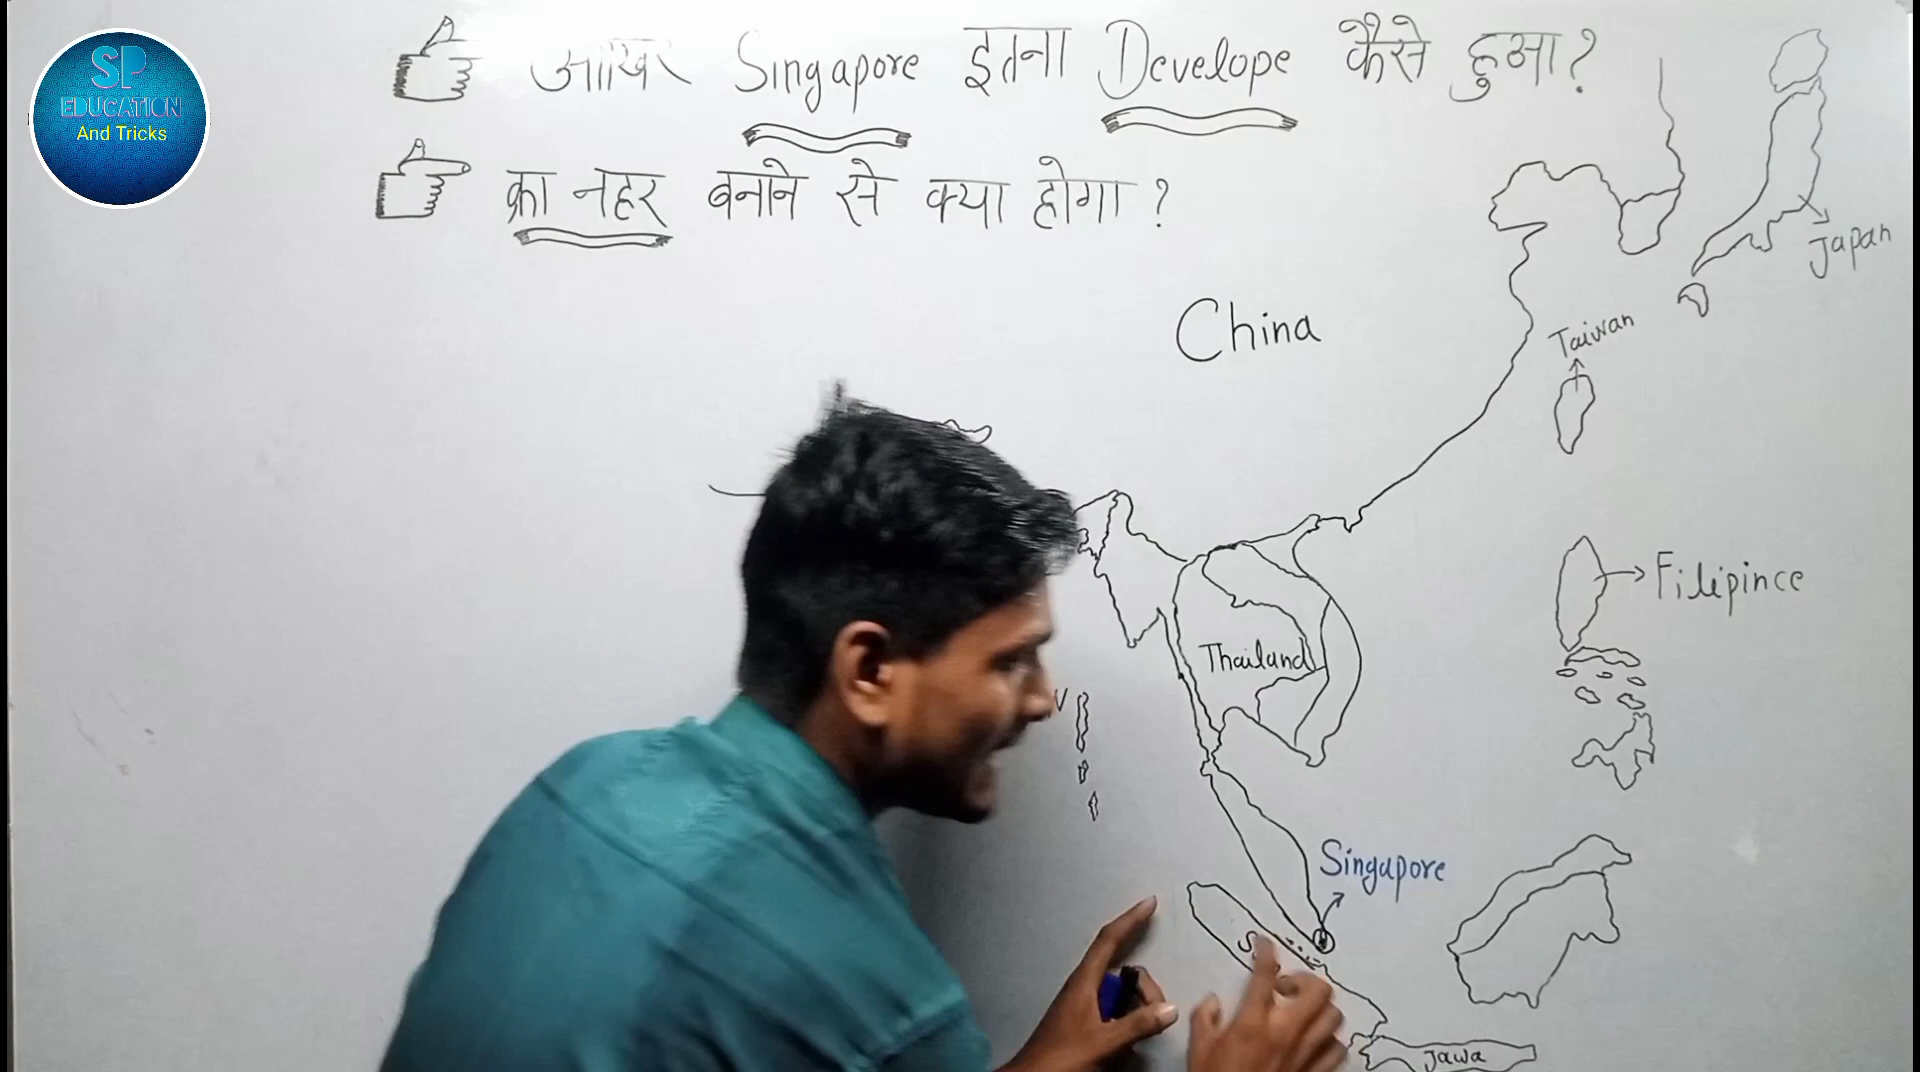 SP
EDUCATION
And Tricks
आखिर Singapore इतना Develope कैसे हुआ?
क्रा नहर बनाने से क्या होगा?
Japan
China
Taiwan
Filipince
Thailand
Singapore
Jawa